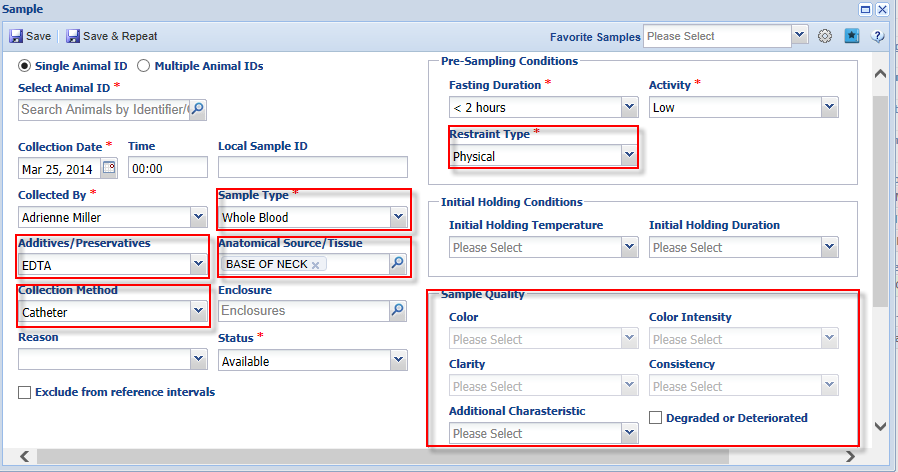 Sample
Save Save & Repeat Favorite Samples Please Select
Single Animal ID Multiple Animal IDs
Select Animal ID *
Search Animals by Identifier/
Collection Date * Time Local Sample ID
Mar 25, 2014 00:00
Collected By * Sample Type *
Adrienne Miller Whole Blood
Additives/Preservatives Anatomical Source/Tissue
EDTA BASE OF NECK x
Collection Method Enclosure
Catheter Enclosures
Reason Status *
Available
Exclude from reference intervals
Pre-Sampling Conditions
Fasting Duration * Activity *
< 2 hours Low
Restraint Type *
Physical
Initial Holding Conditions
Initial Holding Temperature Initial Holding Duration
Please Select Please Select
Sample Quality
Color Color Intensity
Please Select Please Select
Clarity Consistency
Please Select Please Select
Additional Charasteristic Degraded or Deteriorated
Please Select